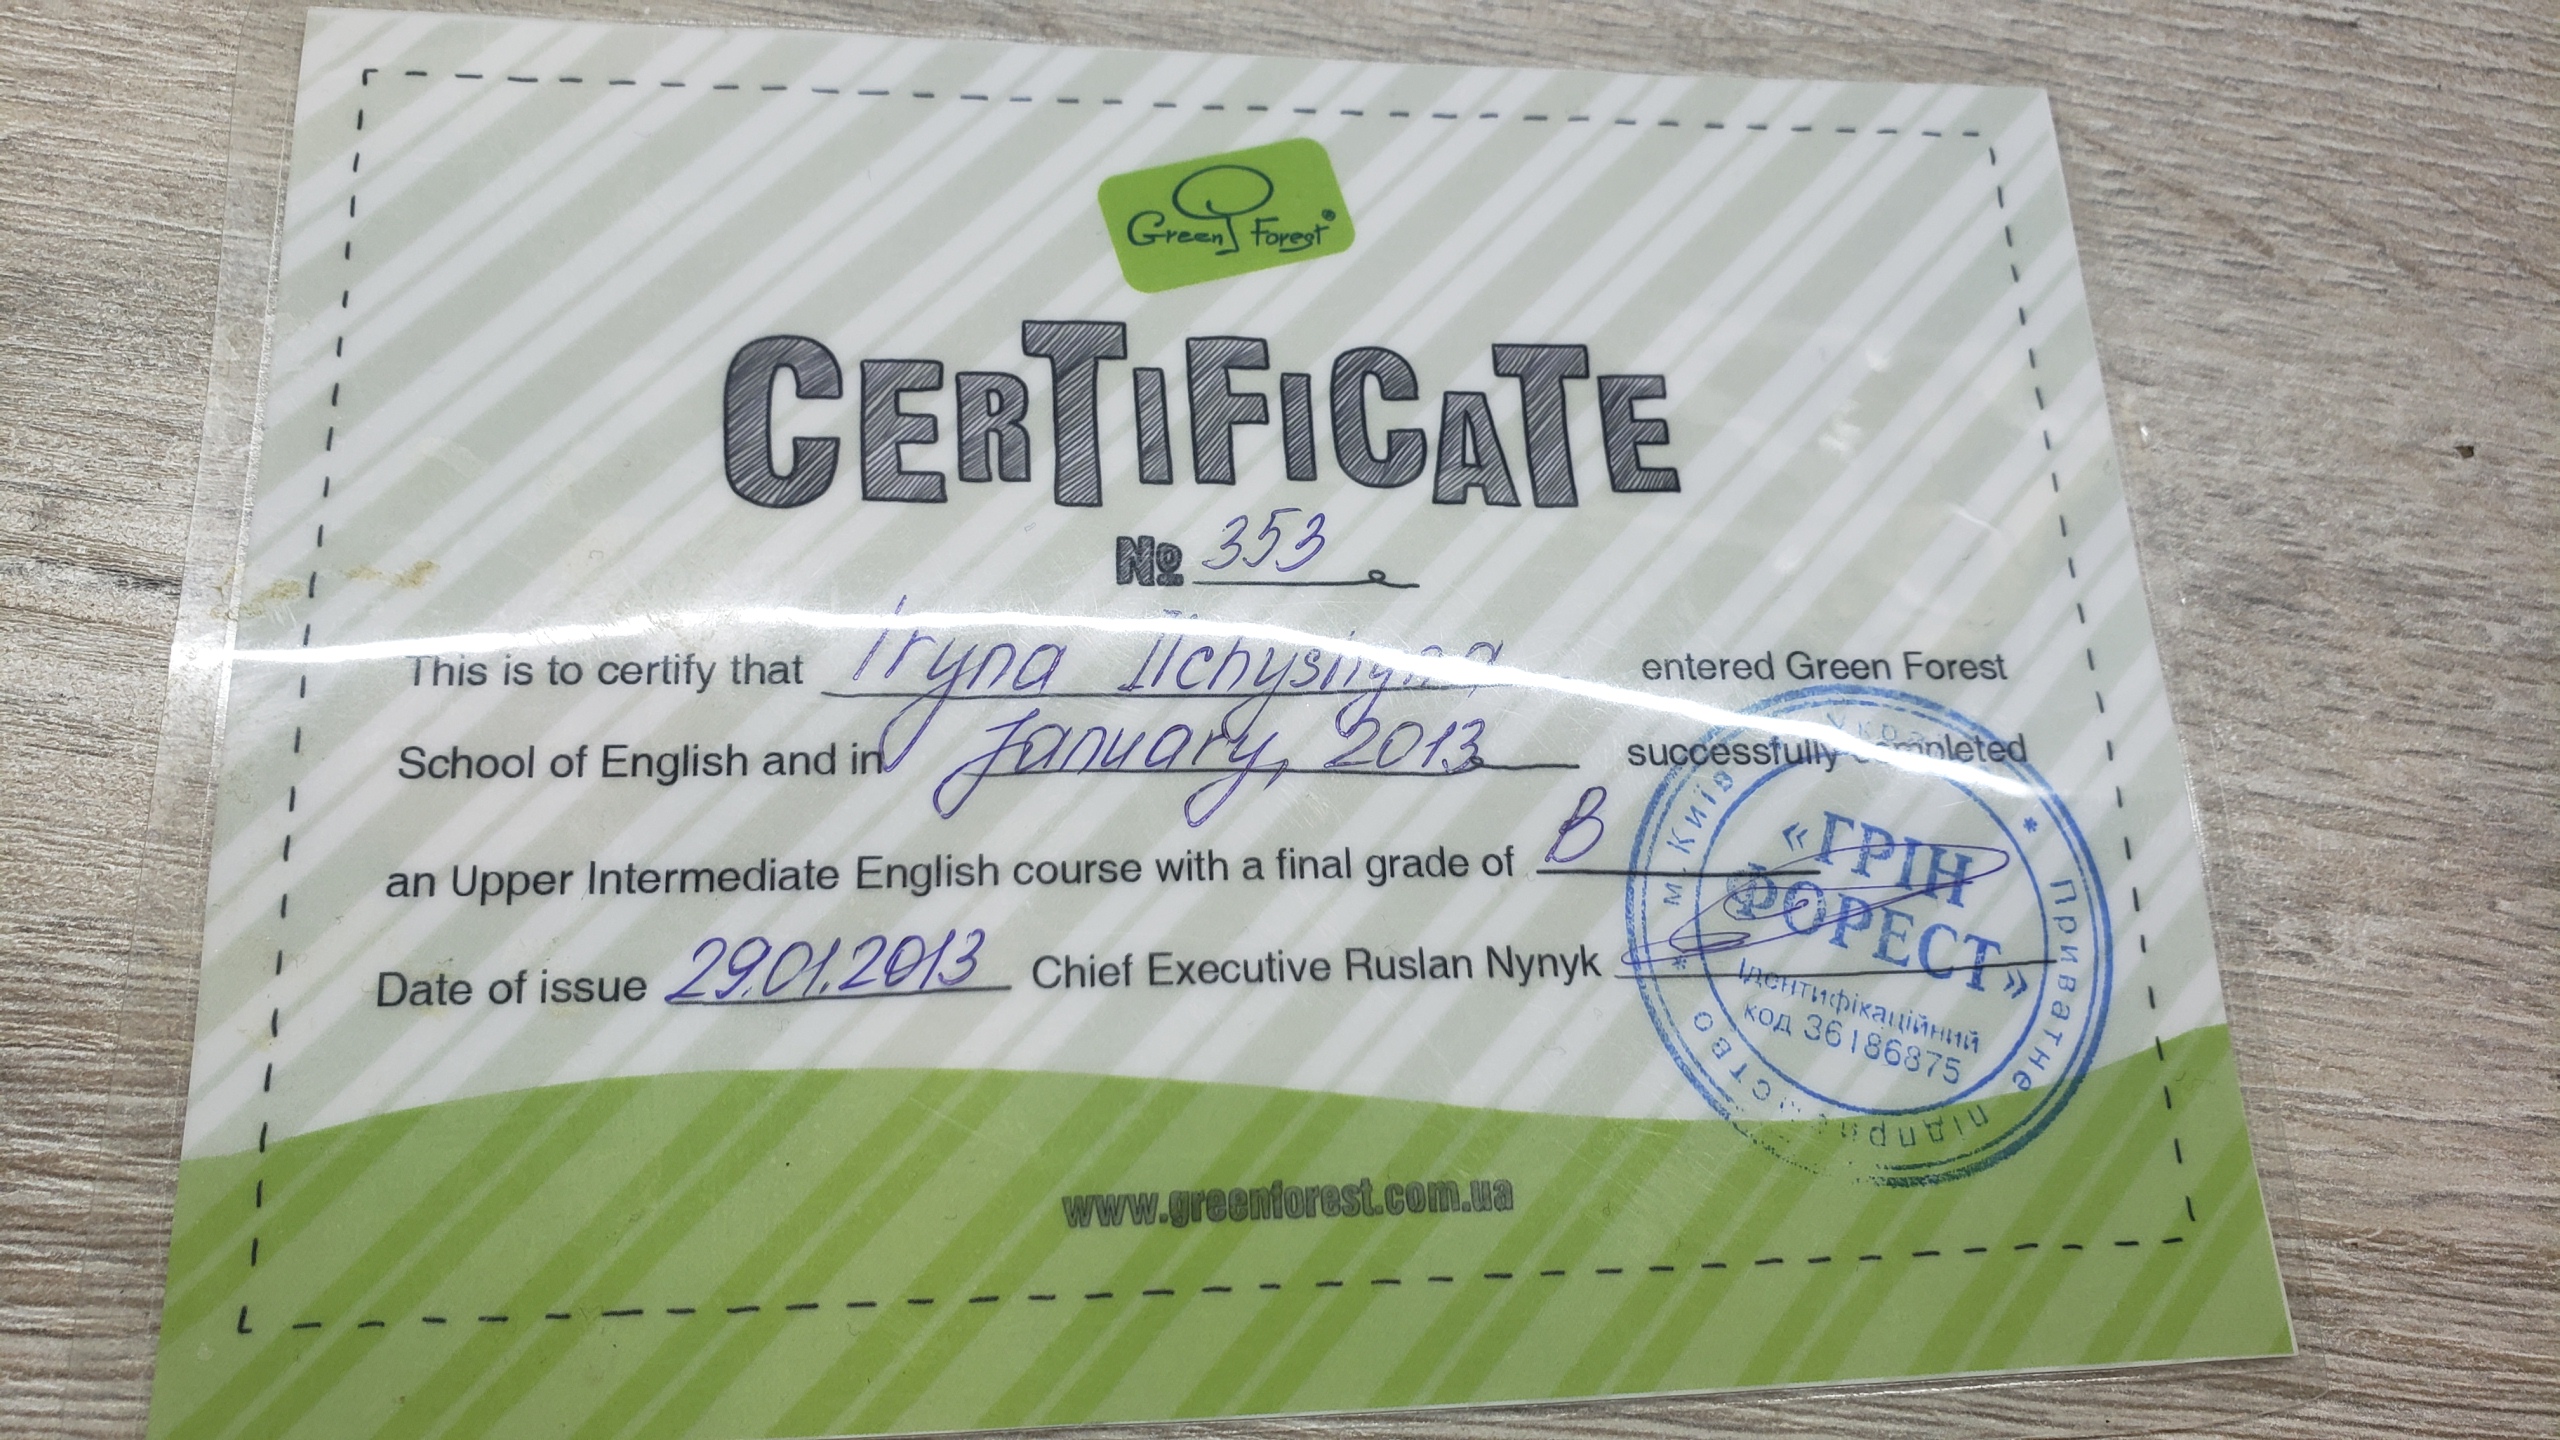 Green Forest®
CERTIFICATE
№ 353
This is to certify that Iryna entered Green Forest
School of English and in January, 2013 successfully completed
an Upper Intermediate English course with a final grade of B
Date of issue 29.01.2013 Chief Executive Ruslan Nynyk
м. Київ * Приватне
«ГРІН
ФОРЕСТ»
Ідентифікаційний
код 36186875
www.greenforest.com.ua